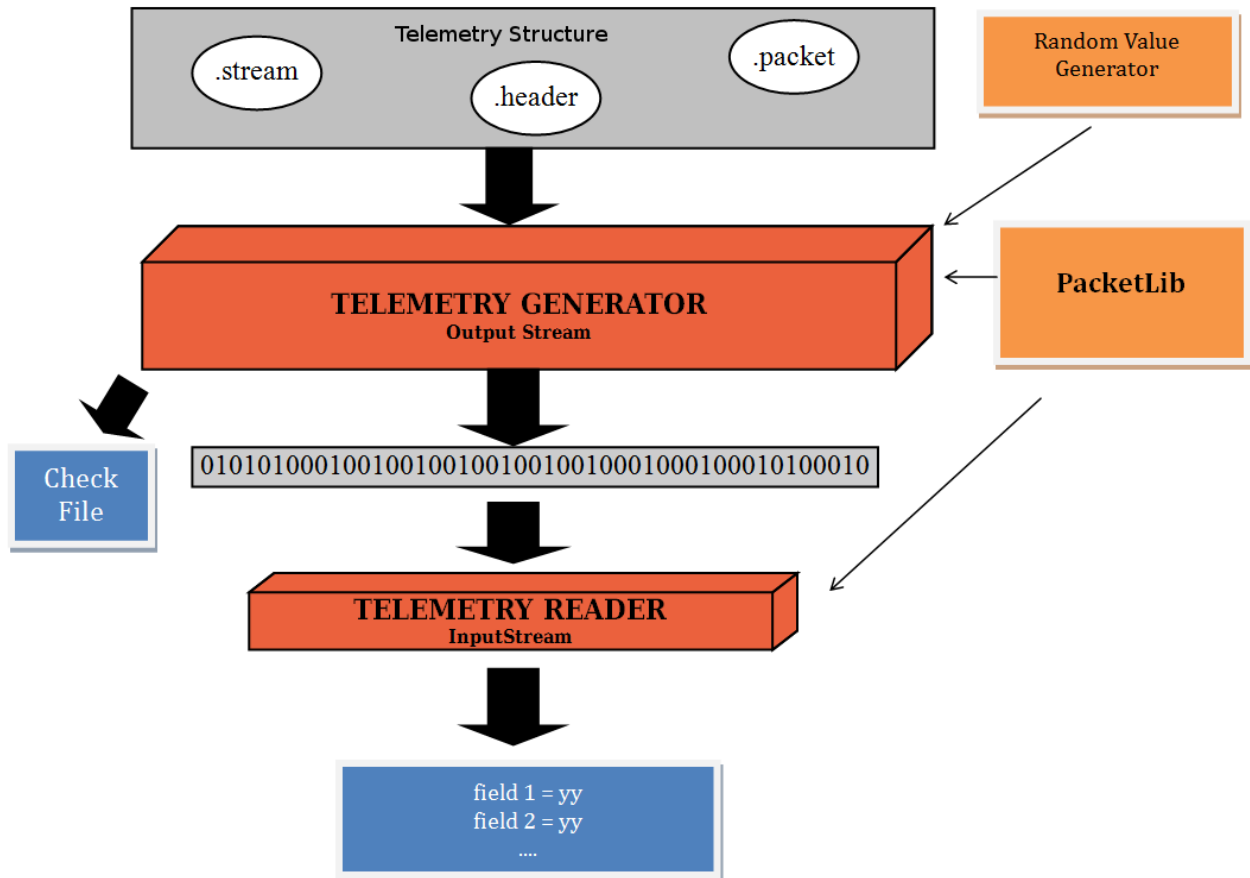 Telemetry Structure
.stream
.header
.packet
Random Value
Generator
TELEMETRY GENERATOR
Output Stream
PacketLib
Check
File
01010100010010010010010010010001000100010100010
TELEMETRY READER
InputStream
field 1 = yy
field 2 = yy
....